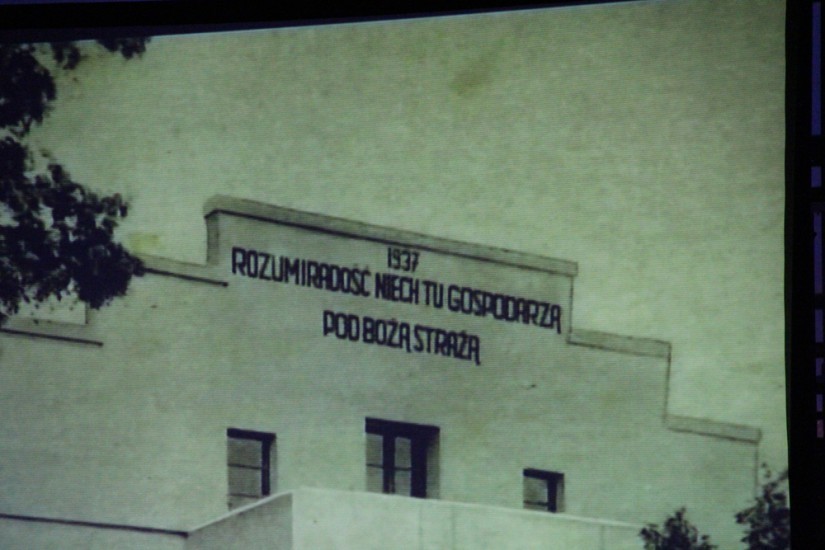 1937
ROZUM I RADOŚĆ NIECH TU GOSPODARZĄ
POD BOŻĄ STRAŻĄ